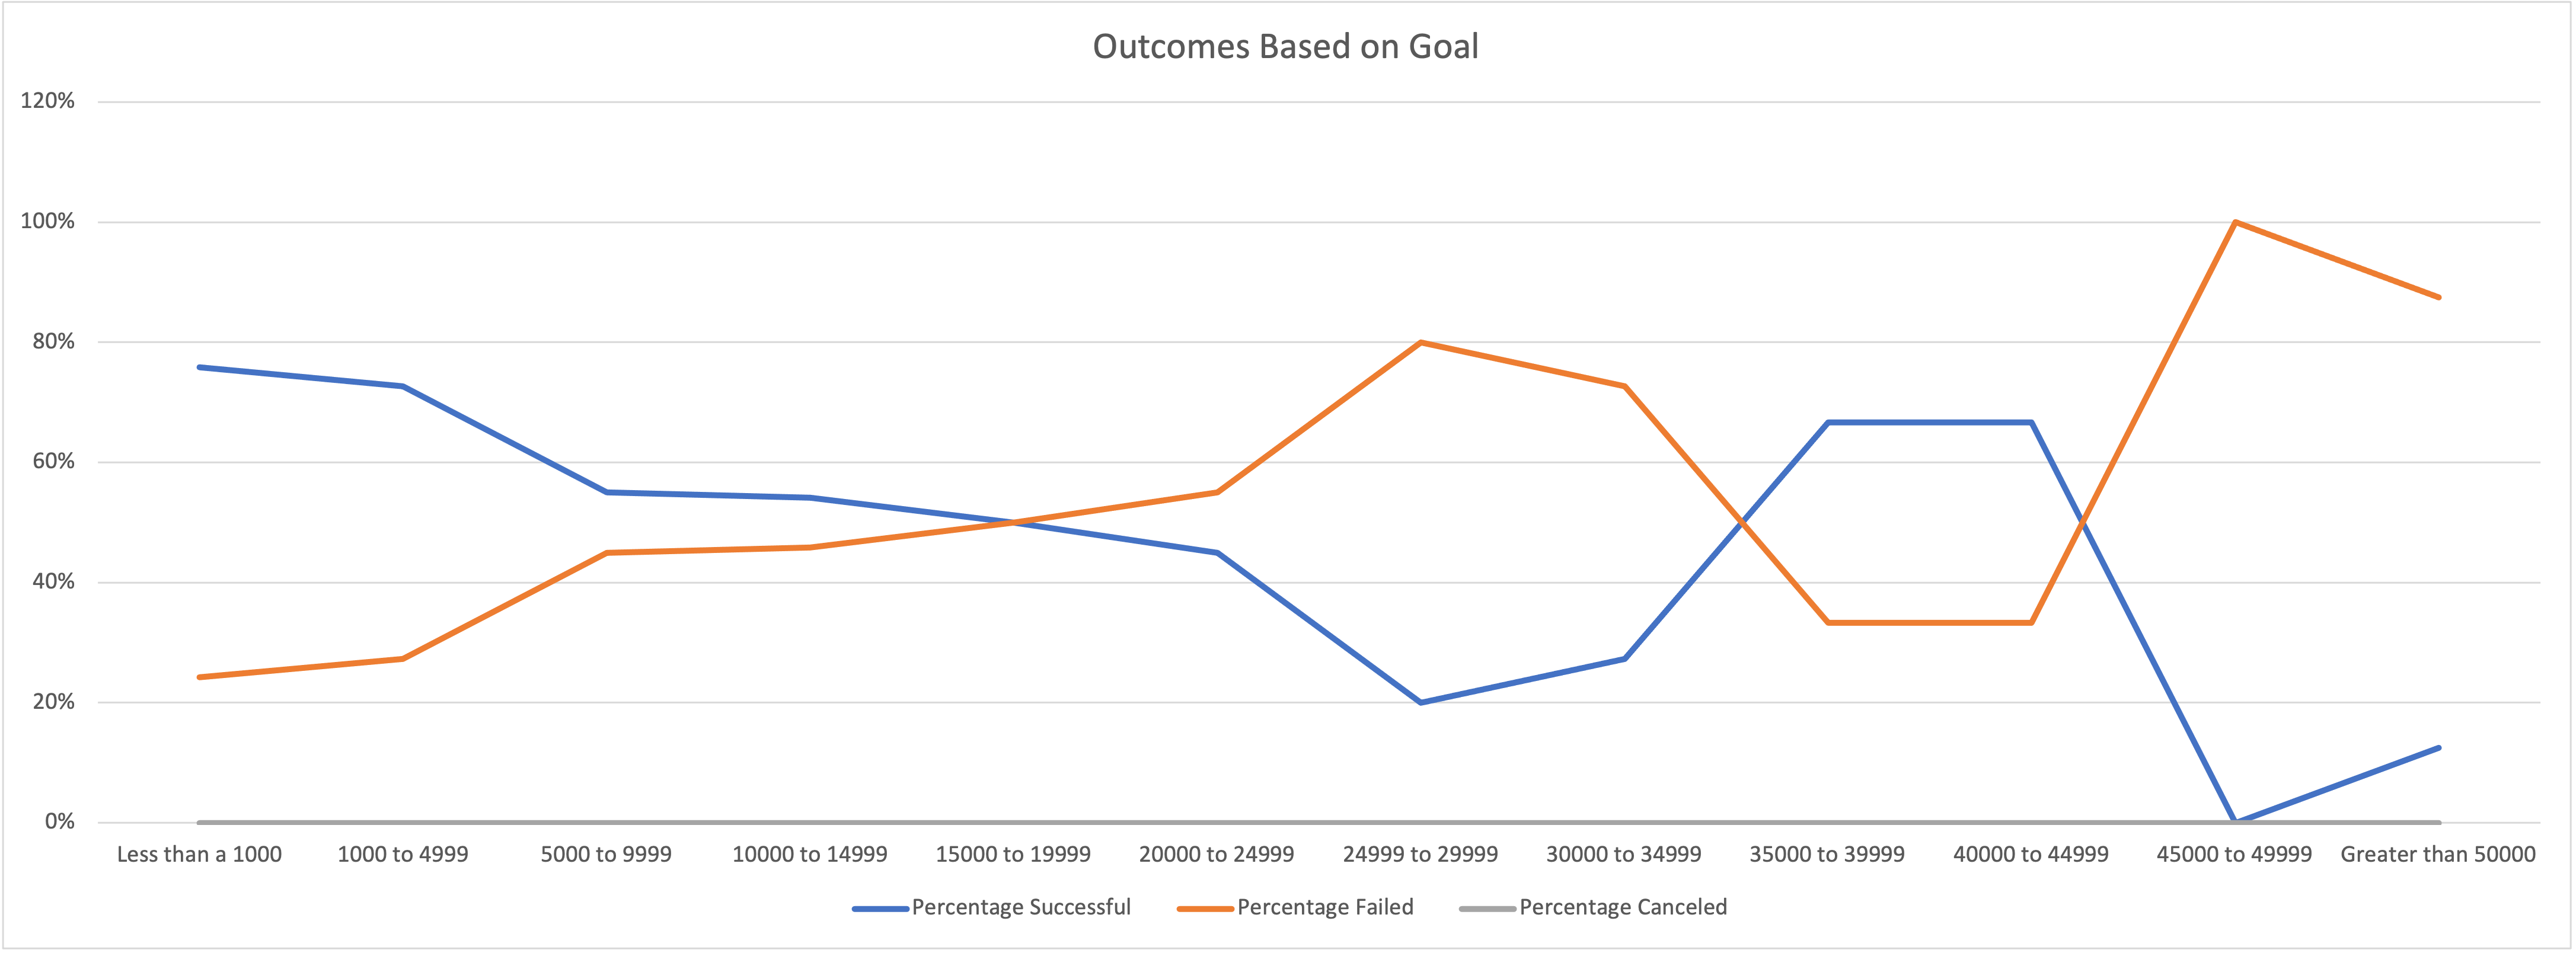 Outcomes Based on Goal
120%
100%
80%
60%
40%
20%
0%
Less than a 1000 1000 to 4999 5000 to 9999 10000 to 14999 15000 to 19999 20000 to 24999 24999 to 29999 30000 to 34999 35000 to 39999 40000 to 44999 45000 to 49999 Greater than 50000
Percentage Successful Percentage Failed Percentage Canceled